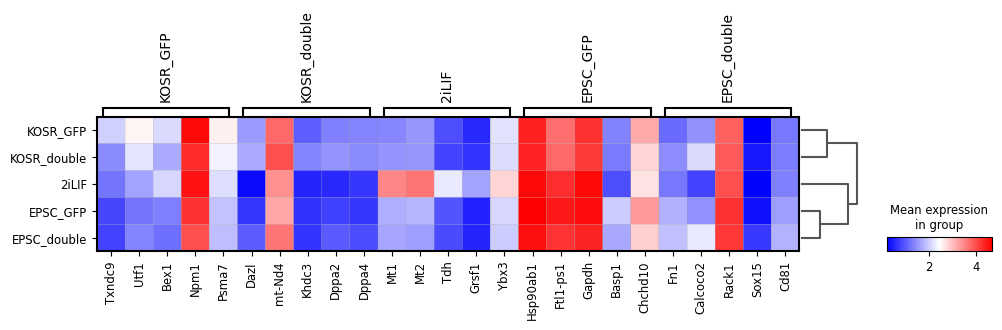 KOSR_GFP
KOSR_double
2iLIF
EPSC_GFP
EPSC_double
KOSR_GFP
KOSR_double
2iLIF
EPSC_GFP
EPSC_double
Txndc9
Utf1
Bex1
Npm1
Psma7
Dazl
mt-Nd4
Khdc3
Dppa2
Dppa4
Mt1
Mt2
Tdh
Grsf1
Ybx3
Hsp90ab1
Ftl1-ps1
Gapdh
Basp1
Chchd10
Fn1
Calcoco2
Rack1
Sox15
Cd81
Mean expression
in group
2 4